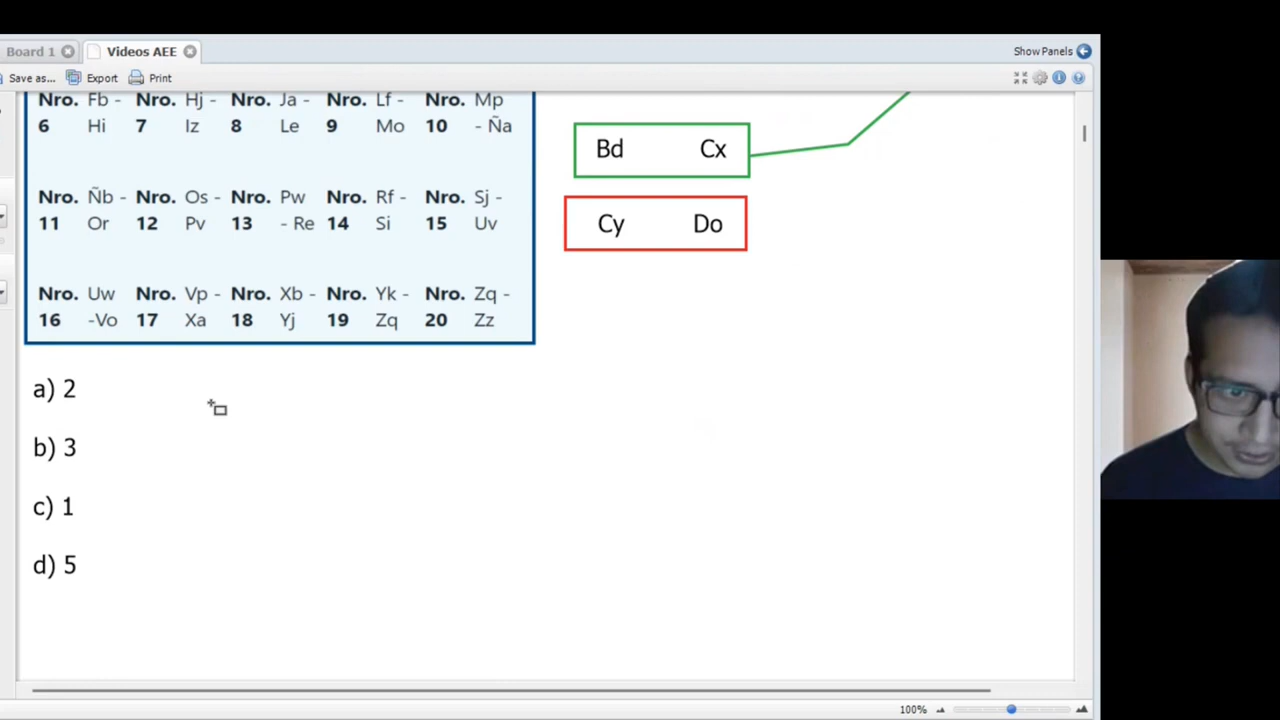 Board 1 Videos AEE Show Panels
Save as... Export Print
Nro. Fb - Nro. Hj - Nro. Ja - Nro. Lf - Nro. Mp
6 Hi 7 Iz 8 Le 9 Mo 10 - Ña
Bd Cx
Nro. Ñb - Nro. Os - Nro. Pw Nro. Rf - Nro. Sj -
11 Or 12 Pv 13 - Re 14 Si 15 Uv
Cy Do
Nro. Uw Nro. Vp - Nro. Xb - Nro. Yk - Nro. Zq -
16 -Vo 17 Xa 18 Yj 19 Zq 20 Zz
a) 2
b) 3
c) 1
d) 5
100%